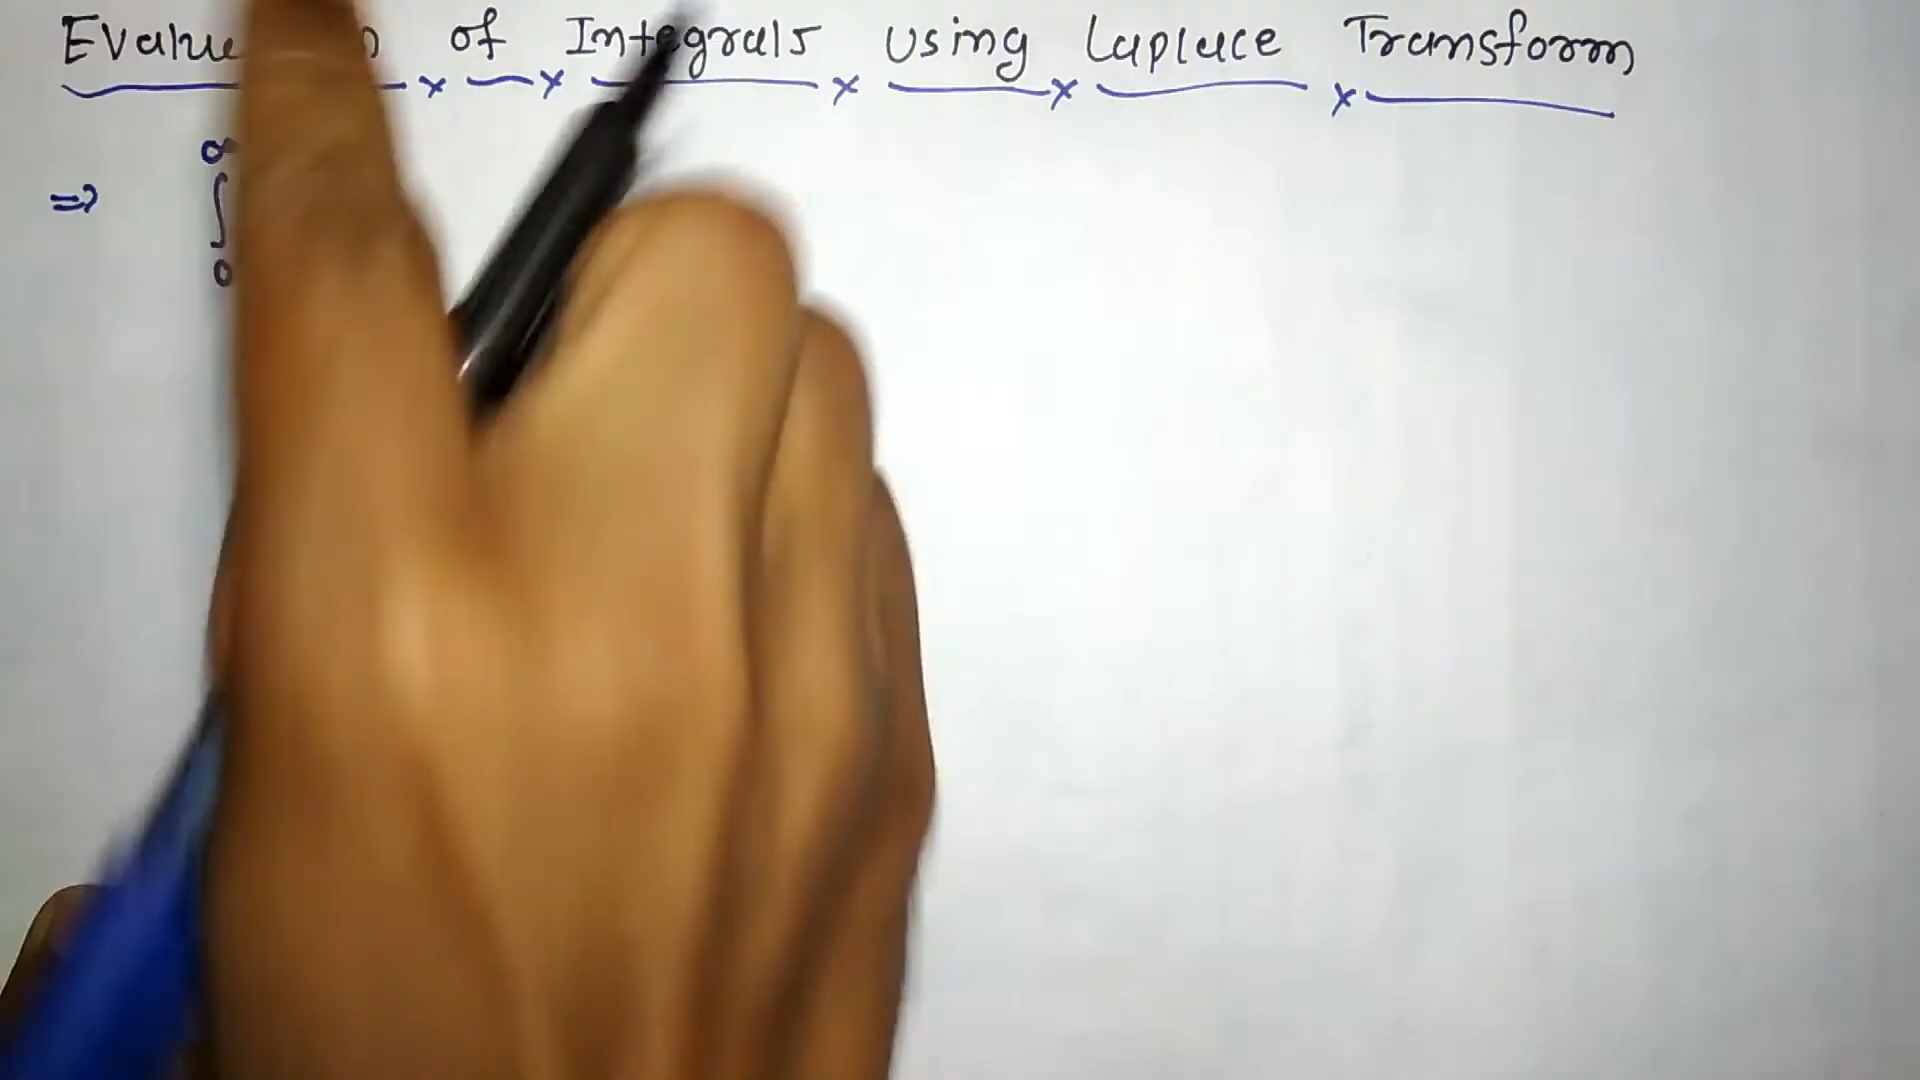 of Integrals Using Laplace Transform
∞
=> ∫
0